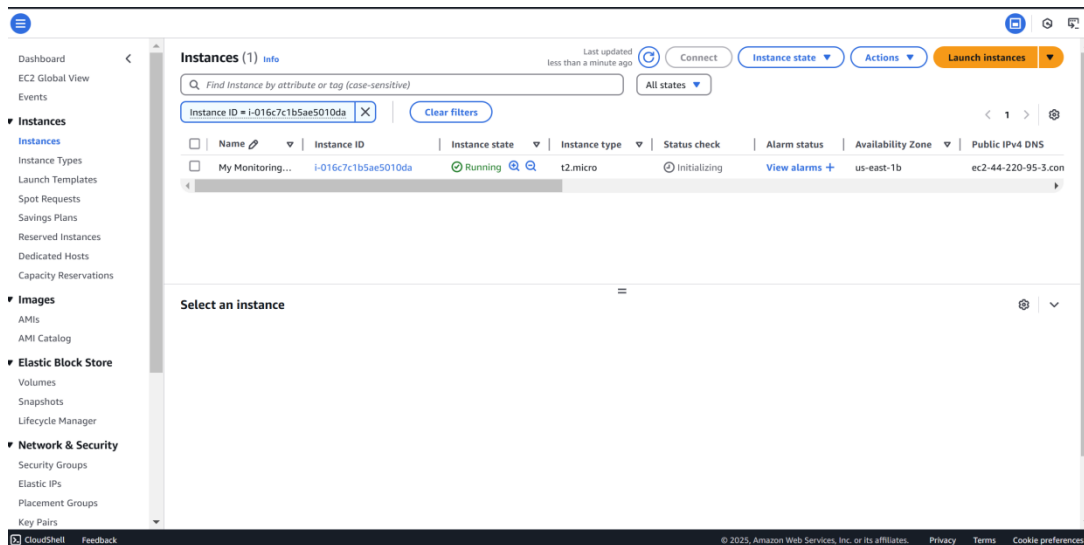 Dashboard
EC2 Global View
Events
Instances
Instances
Instance Types
Launch Templates
Spot Requests
Savings Plans
Reserved Instances
Dedicated Hosts
Capacity Reservations
Images
AMIs
AMI Catalog
Elastic Block Store
Volumes
Snapshots
Lifecycle Manager
Network & Security
Security Groups
Elastic IPs
Placement Groups
Key Pairs
Instances (1) Info
Last updated
less than a minute ago
Connect
Instance state
Actions
Launch instances
Find Instance by attribute or tag (case-sensitive)
All states
Instance ID = i-016c7c1b5ae5010da
Clear filters
1
Name Instance ID Instance state Instance type Status check Alarm status Availability Zone Public IPv4 DNS
My Monitoring... i-016c7c1b5ae5010da Running t2.micro Initializing View alarms + us-east-1b ec2-44-220-95-3.com
Select an instance
CloudShell Feedback © 2025, Amazon Web Services, Inc. or its affiliates. Privacy Terms Cookie preferences